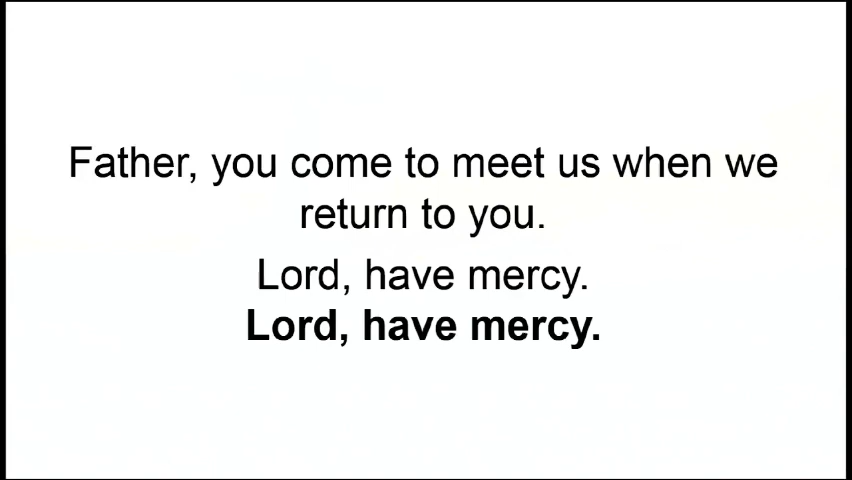 Father, you come to meet us when we
return to you.
Lord, have mercy.
Lord, have mercy.